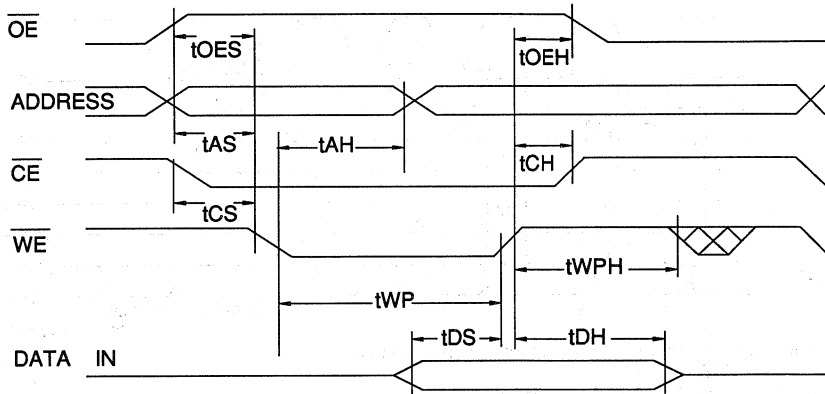 OE
tOES
tOEH
ADDRESS
tAS
tAH
tCH
CE
tCS
WE
tWPH
tWP
tDS
tDH
DATA IN